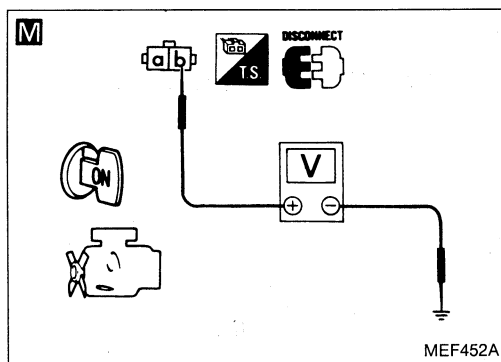 M
DISCONNECT
a b
T S
ON
V
+ −
MEF452A